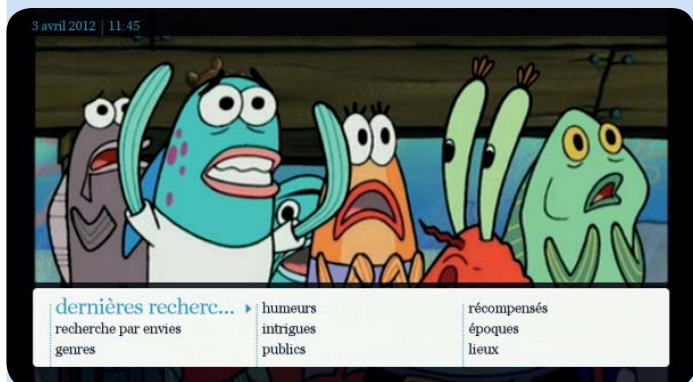 3 avril 2012 11:45
dernières recherc...
recherche par envies
genres
humeurs
intrigues
publics
récompensés
époques
lieux